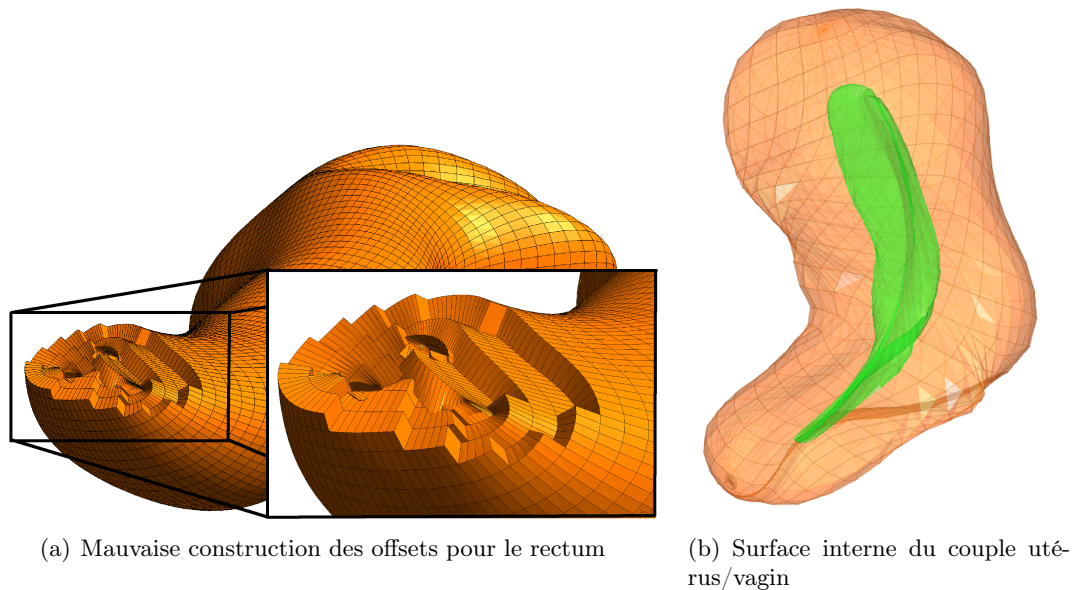 (a) Mauvaise construction des offsets pour le rectum
(b) Surface interne du couple uté-
rus/vagin